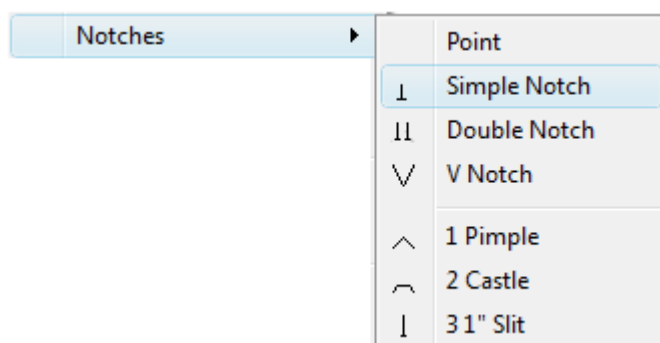 Notches
Point
Simple Notch
Double Notch
V Notch
1 Pimple
2 Castle
3 1" Slit